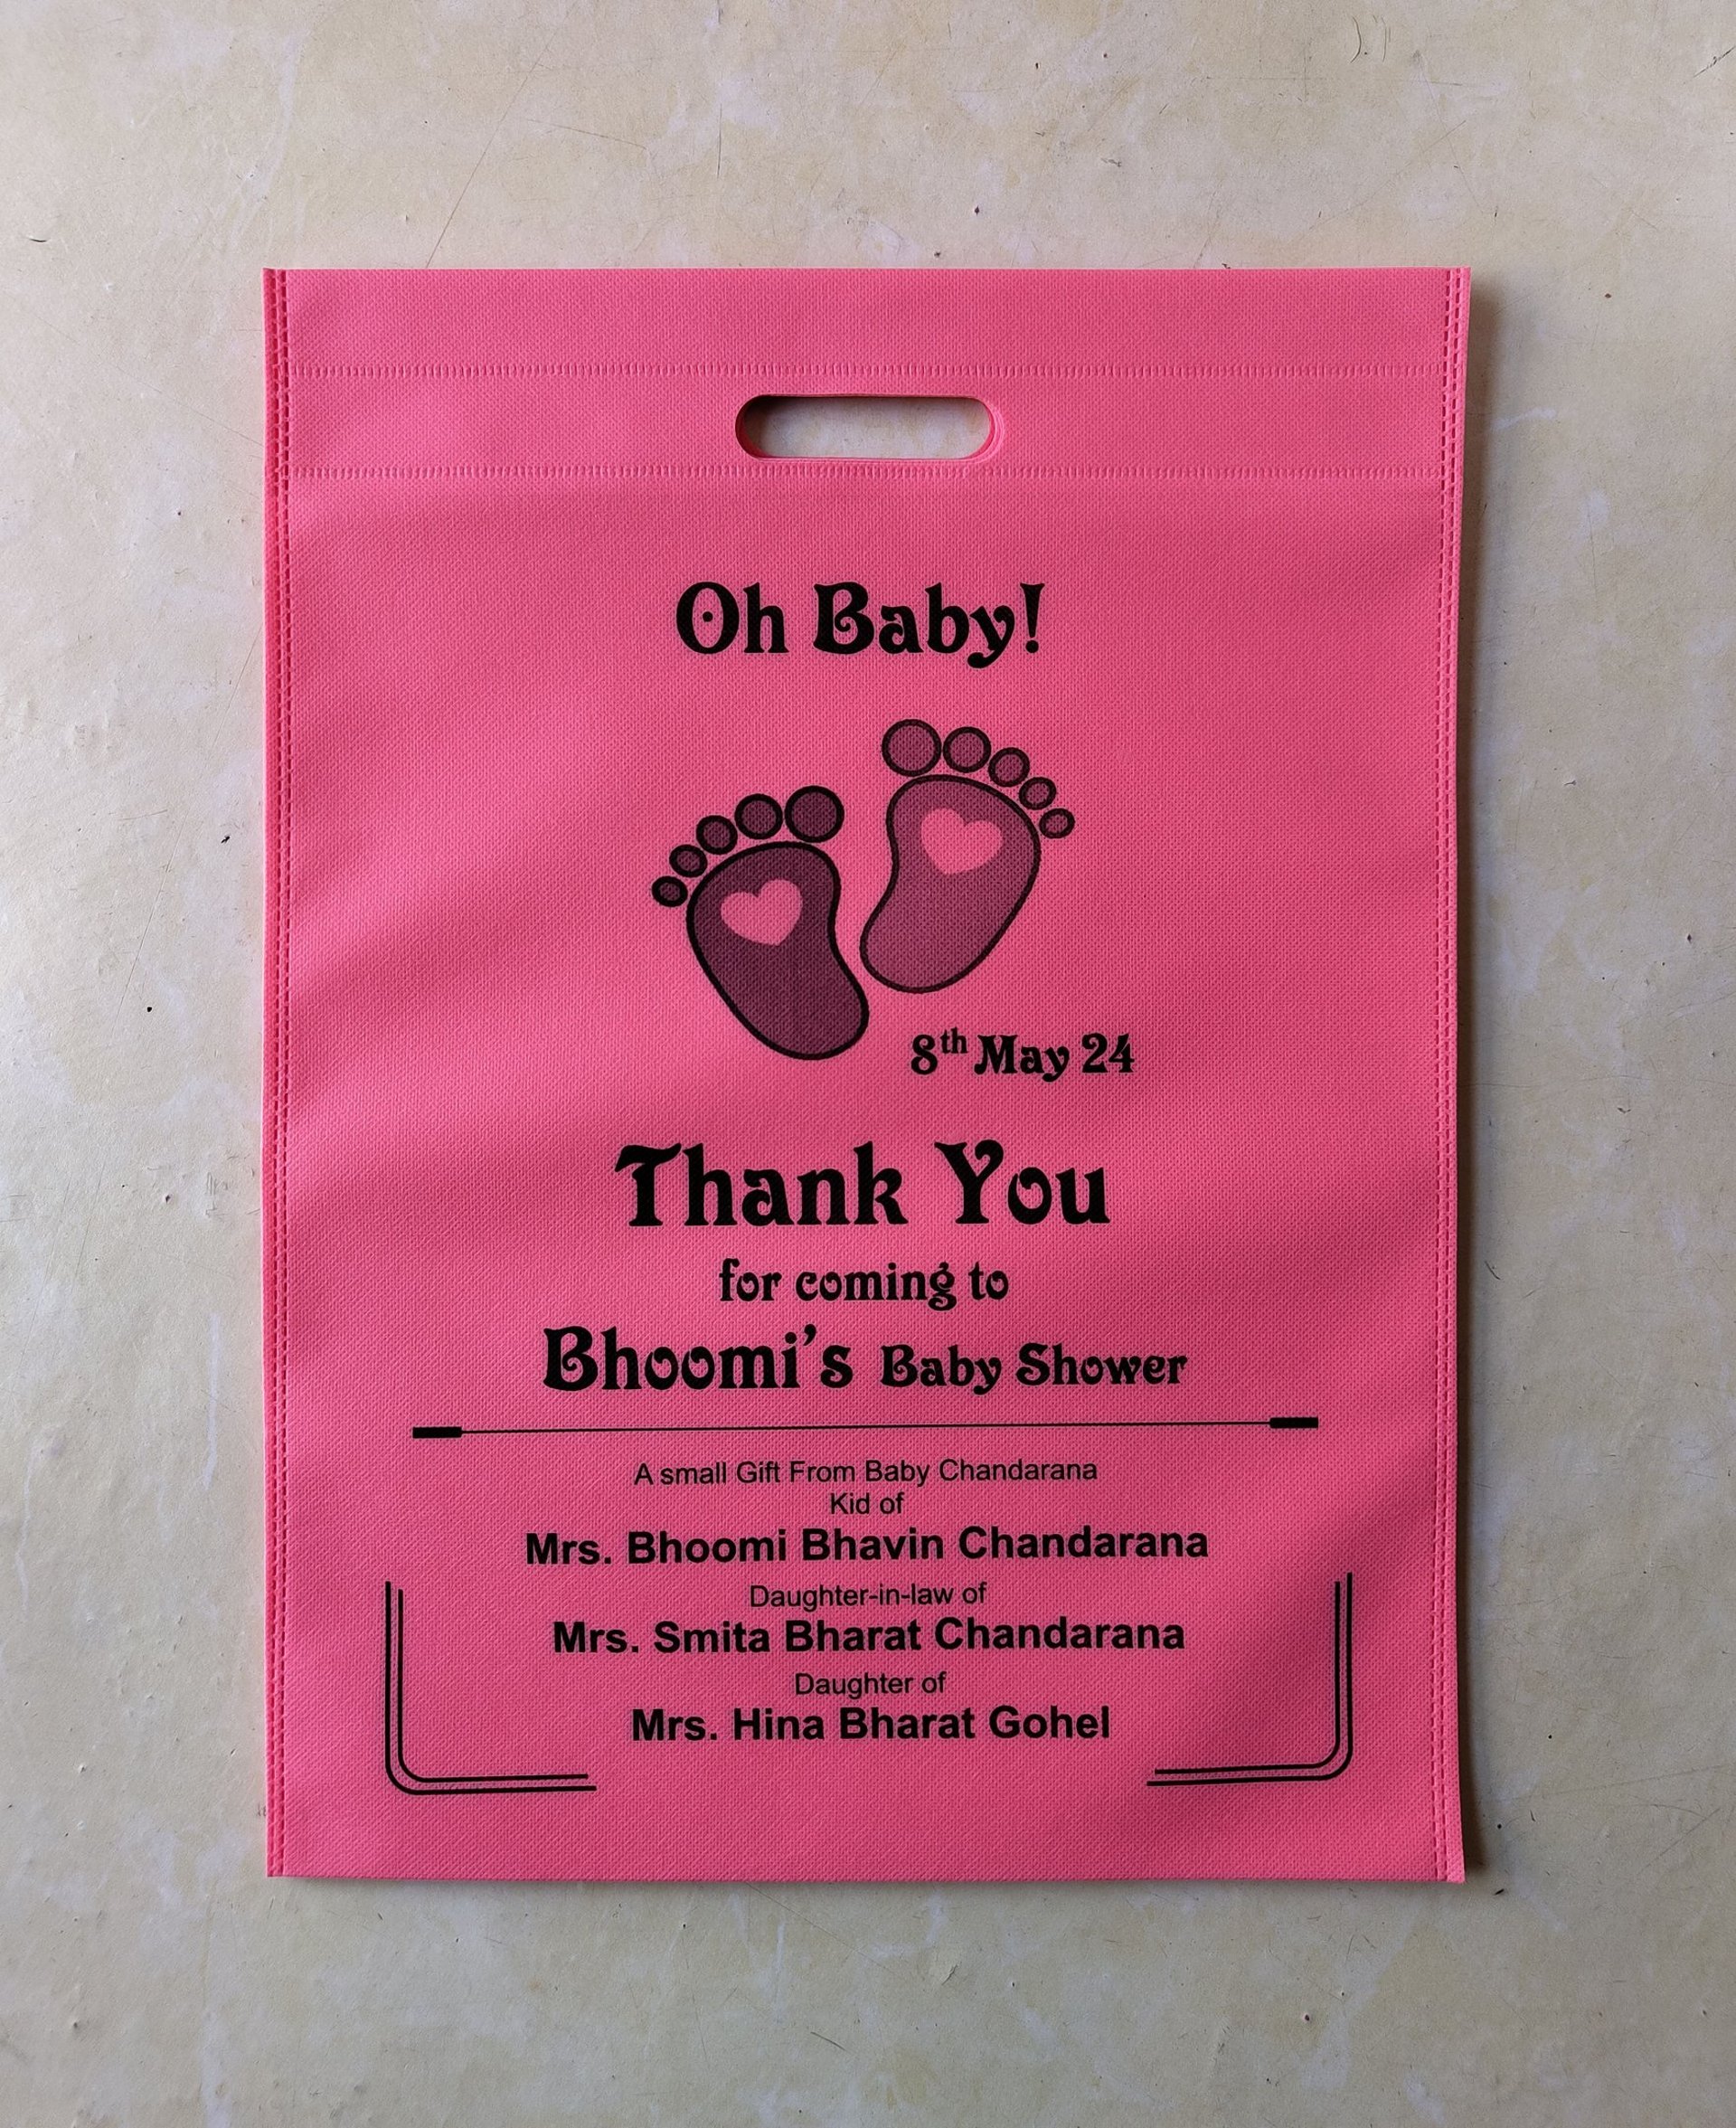 Oh Baby!
8th May 24
Thank You
for coming to
Bhoomi's Baby Shower
A small Gift From Baby Chandarana
Kid of
Mrs. Bhoomi Bhavin Chandarana
Daughter-in-law of
Mrs. Smita Bharat Chandarana
Daughter of
Mrs. Hina Bharat Gohel